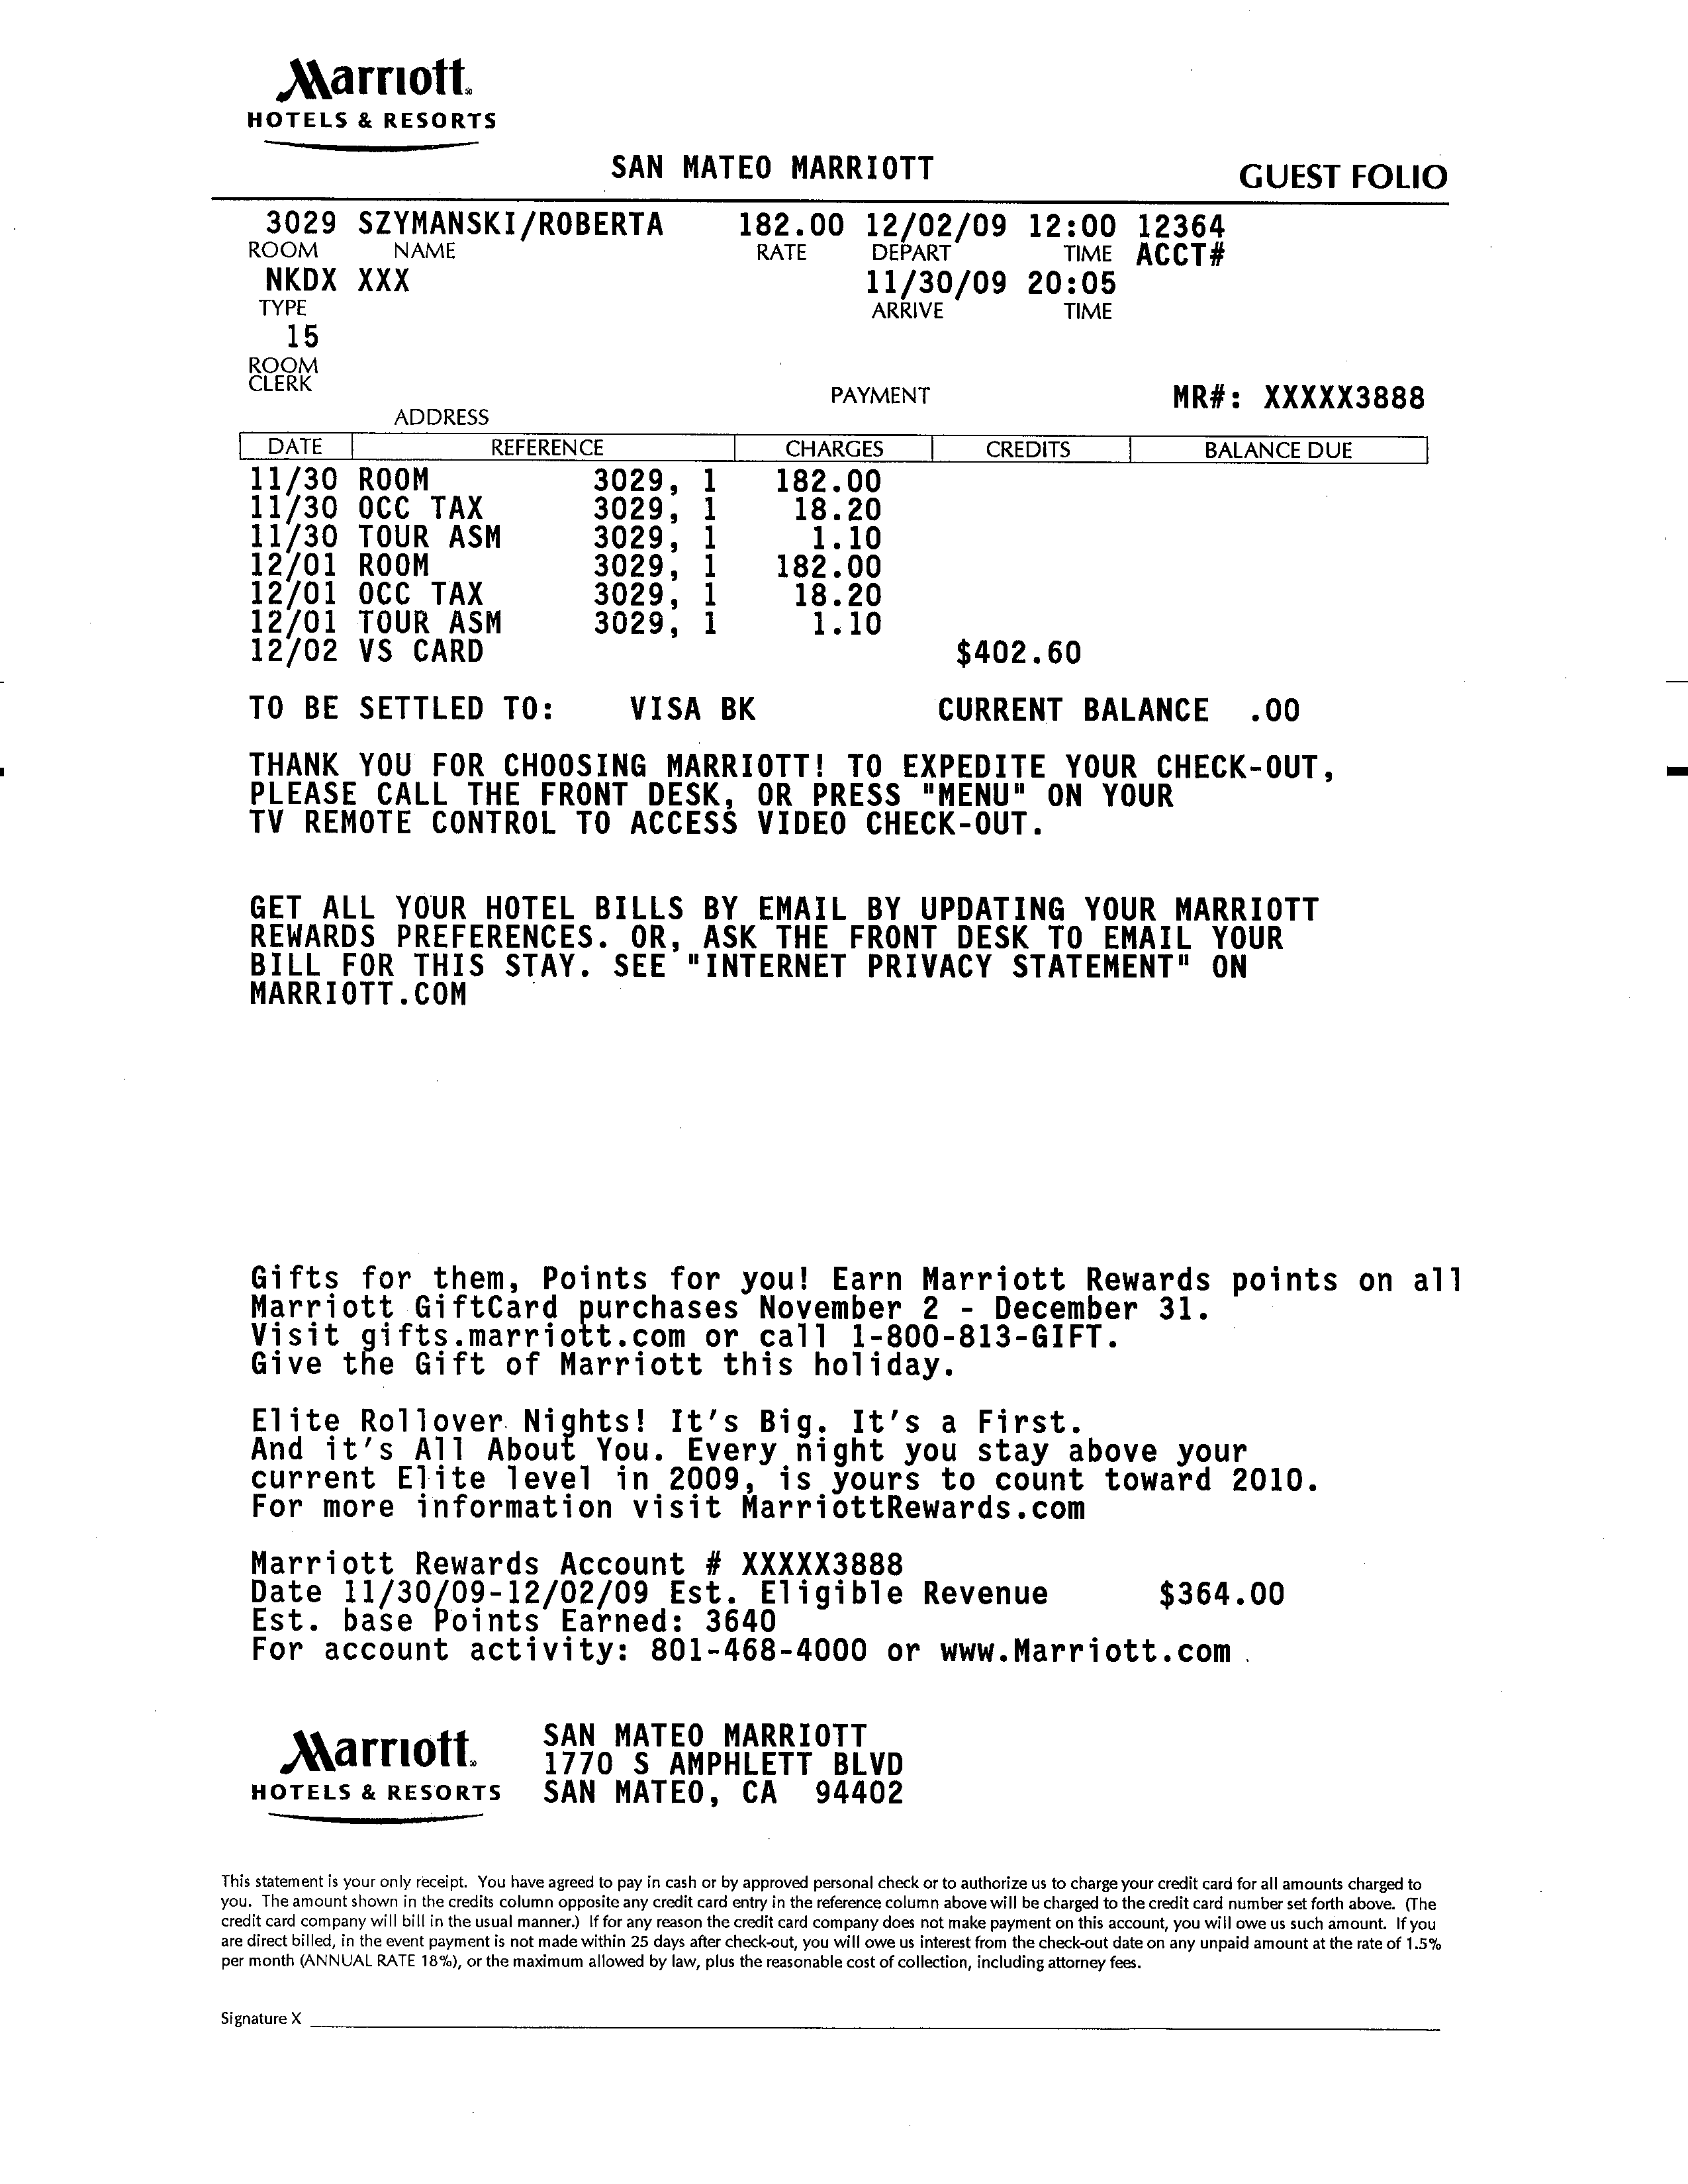 Marriott
HOTELS & RESORTS
SAN MATEO MARRIOTT GUEST FOLIO
3029 SZYMANSKI/ROBERTA 182.00 12/02/09 12:00 12364
ROOM NAME RATE DEPART TIME ACCT#
NKDX XXX 11/30/09 20:05
TYPE ARRIVE TIME
15
ROOM
CLERK
PAYMENT MR#: XXXXX3888
ADDRESS
DATE REFERENCE CHARGES CREDITS BALANCE DUE
11/30 ROOM 3029, 1 182.00
11/30 OCC TAX 3029, 1 18.20
11/30 TOUR ASM 3029, 1 1.10
12/01 ROOM 3029, 1 182.00
12/01 OCC TAX 3029, 1 18.20
12/01 TOUR ASM 3029, 1 1.10
12/02 VS CARD $402.60
TO BE SETTLED TO: VISA BK CURRENT BALANCE .00
THANK YOU FOR CHOOSING MARRIOTT! TO EXPEDITE YOUR CHECK-OUT,
PLEASE CALL THE FRONT DESK, OR PRESS "MENU" ON YOUR
TV REMOTE CONTROL TO ACCESS VIDEO CHECK-OUT.
GET ALL YOUR HOTEL BILLS BY EMAIL BY UPDATING YOUR MARRIOTT
REWARDS PREFERENCES. OR, ASK THE FRONT DESK TO EMAIL YOUR
BILL FOR THIS STAY. SEE "INTERNET PRIVACY STATEMENT" ON
MARRIOTT.COM
Gifts for them, Points for you! Earn Marriott Rewards points on all
Marriott GiftCard purchases November 2 - December 31.
Visit gifts.marriott.com or call 1-800-813-GIFT.
Give the Gift of Marriott this holiday.
Elite Rollover Nights! It's Big. It's a First.
And it's All About You. Every night you stay above your
current Elite level in 2009, is yours to count toward 2010.
For more information visit MarriottRewards.com
Marriott Rewards Account # XXXXX3888
Date 11/30/09-12/02/09 Est. Eligible Revenue $364.00
Est. base Points Earned: 3640
For account activity: 801-468-4000 or www.Marriott.com
Marriott
HOTELS & RESORTS
SAN MATEO MARRIOTT
1770 S AMPHLETT BLVD
SAN MATEO, CA 94402
This statement is your only receipt. You have agreed to pay in cash or by approved personal check or to authorize us to charge your credit card for all amounts charged to
you. The amount shown in the credits column opposite any credit card entry in the reference column above will be charged to the credit card number set forth above. (The
credit card company will bill in the usual manner.) If for any reason the credit card company does not make payment on this account, you will owe us such amount. If you
are direct billed, in the event payment is not made within 25 days after check-out, you will owe us interest from the check-out date on any unpaid amount at the rate of 1.5%
per month (ANNUAL RATE 18%), or the maximum allowed by law, plus the reasonable cost of collection, including attorney fees.
Signature X